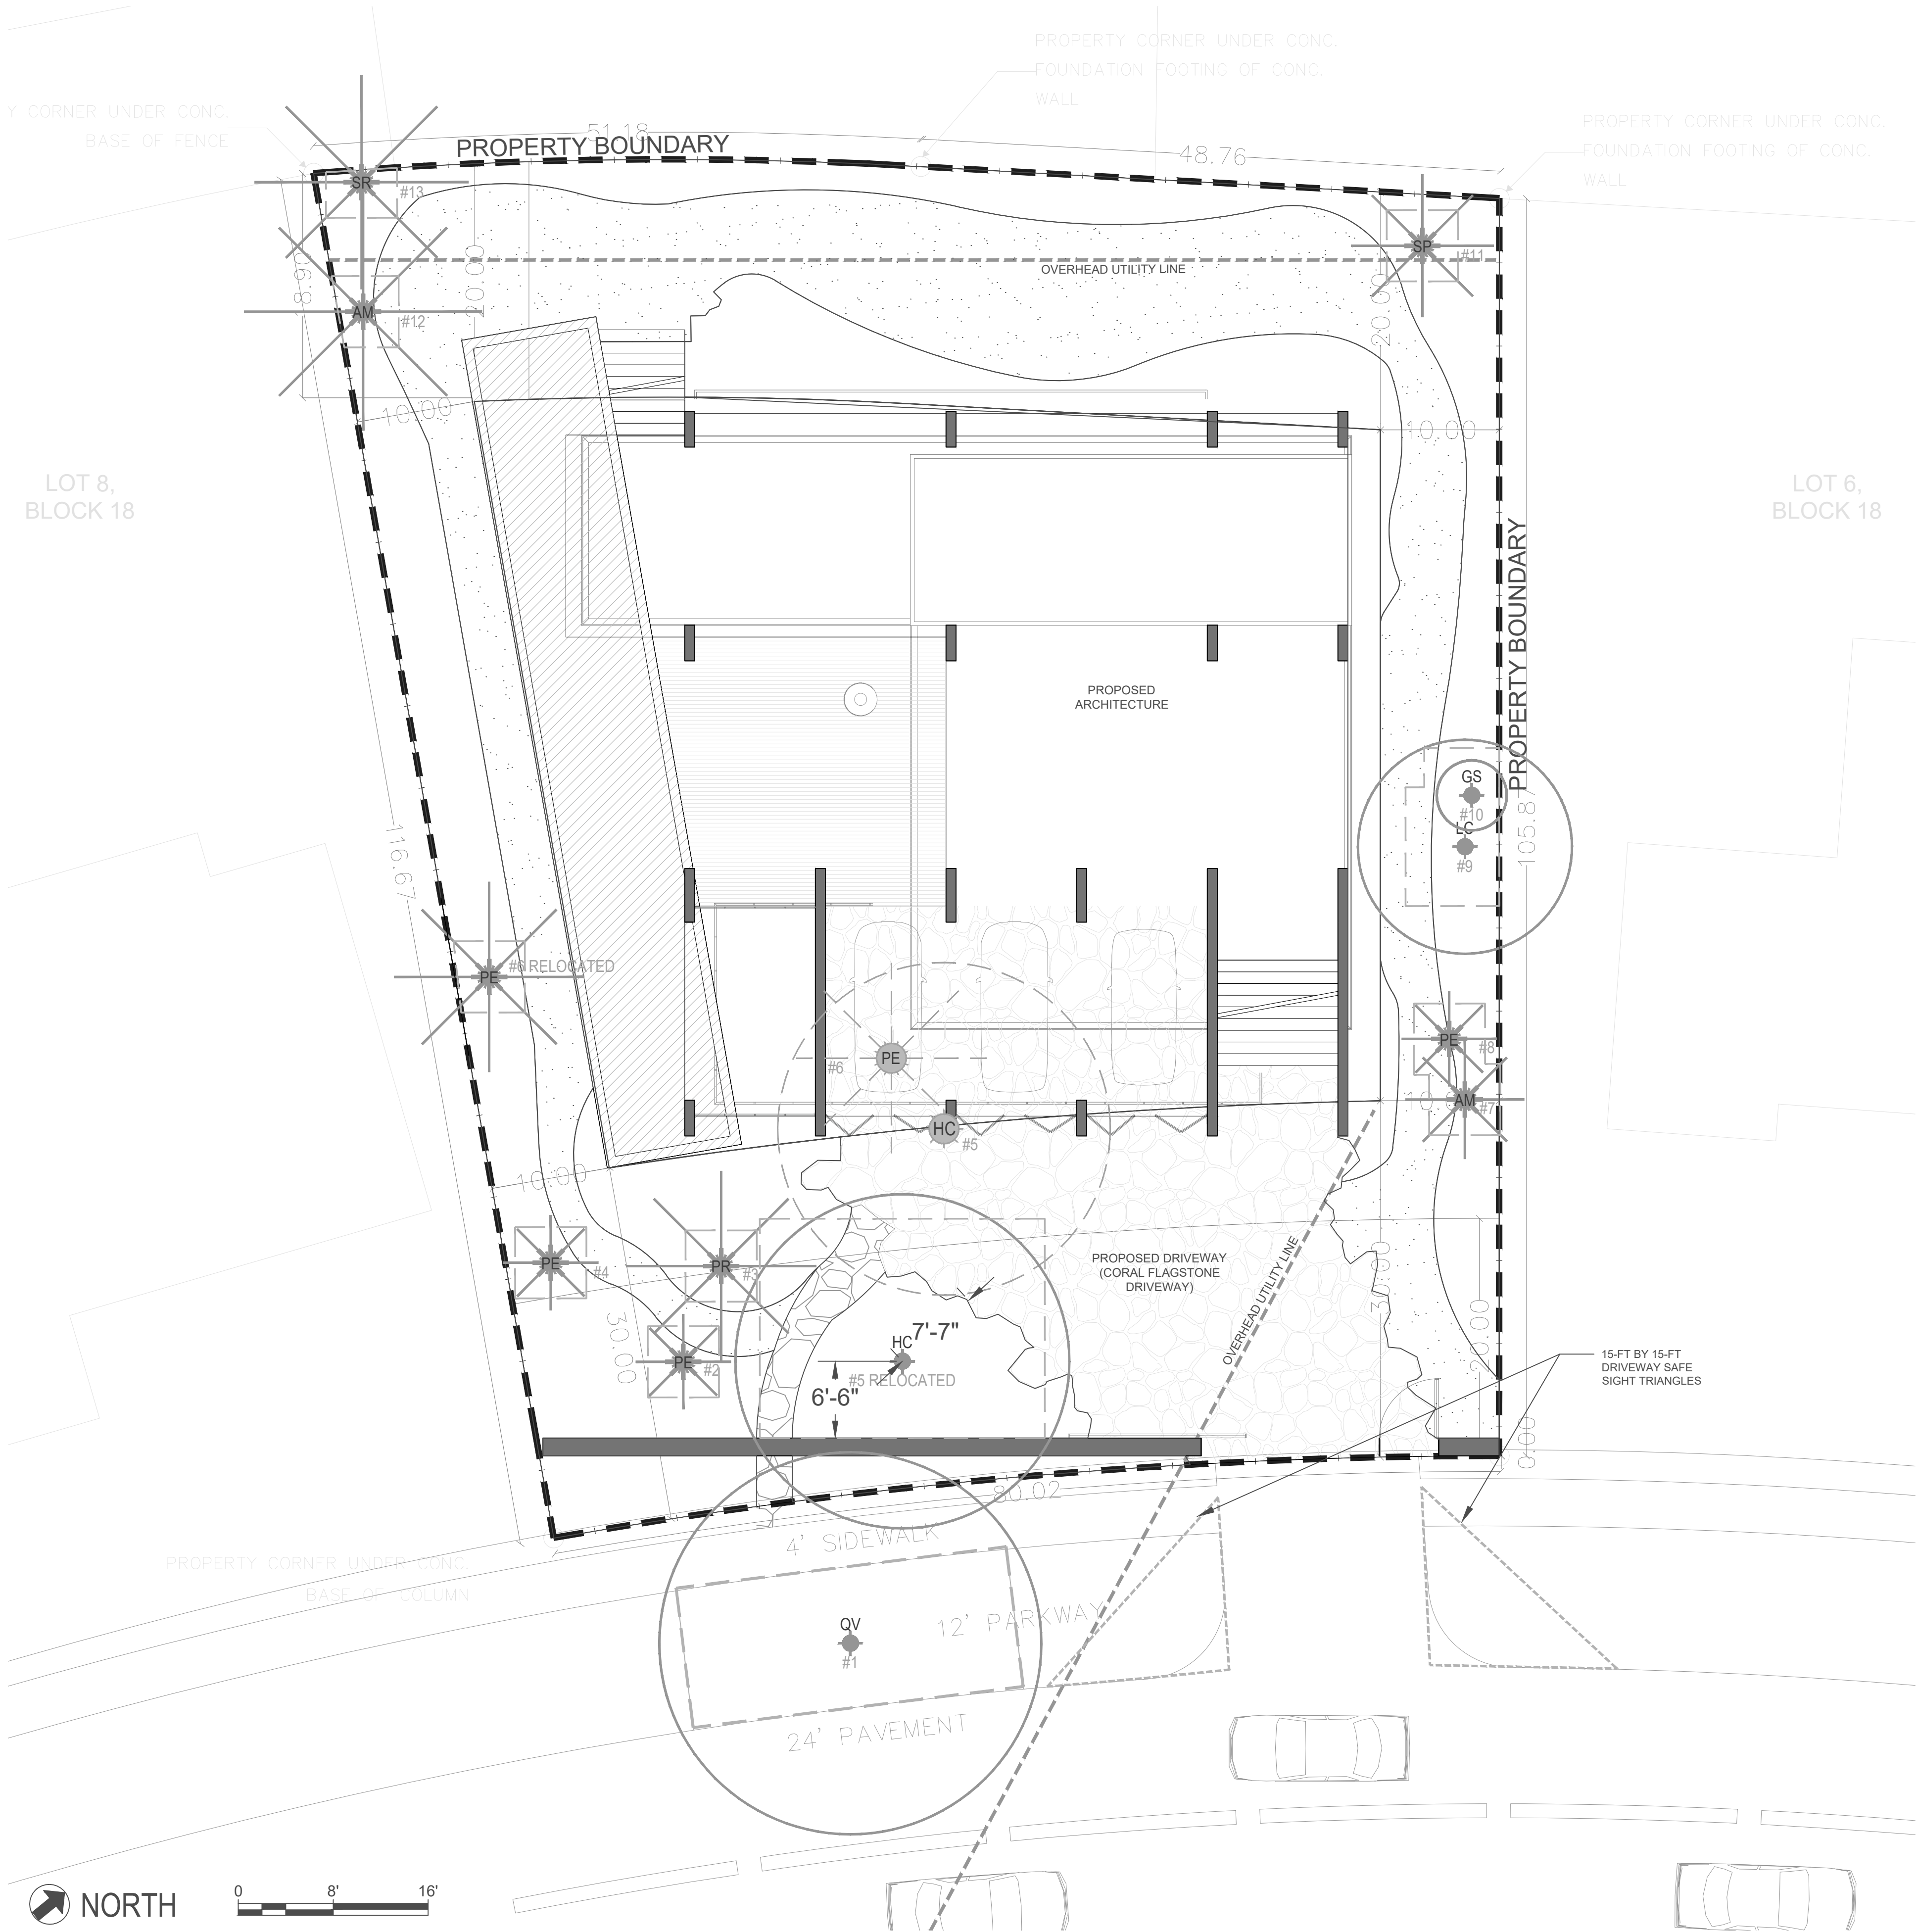 PROPERTY CORNER UNDER CONC.
FOUNDATION FOOTING OF CONC.
WALL
Y CORNER UNDER CONC.
BASE OF FENCE
PROPERTY CORNER UNDER CONC.
FOUNDATION FOOTING OF CONC.
WALL
51.18
PROPERTY BOUNDARY
48.76
SR
#13
SP
#11
OVERHEAD UTILITY LINE
8.90
20.00
20.00
AM
#12
10.00
10.00
LOT 8,
BLOCK 18
LOT 6,
BLOCK 18
PROPERTY BOUNDARY
PROPOSED
ARCHITECTURE
GS
#10
LC
#9
105.87
116.67
PE
#6 RELOCATED
PE
#6
PE
#8
AM
#7
HC
#5
10.00
PE
#4
PR
#3
PROPOSED DRIVEWAY
(CORAL FLAGSTONE
DRIVEWAY)
OVERHEAD UTILITY LINE
30.00
30.00
20.00
PE
#2
HC
7'-7"
#5 RELOCATED
6'-6"
15-FT BY 15-FT
DRIVEWAY SAFE
SIGHT TRIANGLES
0.00
80.02
4' SIDEWALK
PROPERTY CORNER UNDER CONC.
BASE OF COLUMN
12' PARKWAY
QV
#1
24' PAVEMENT
NORTH
0 8' 16'